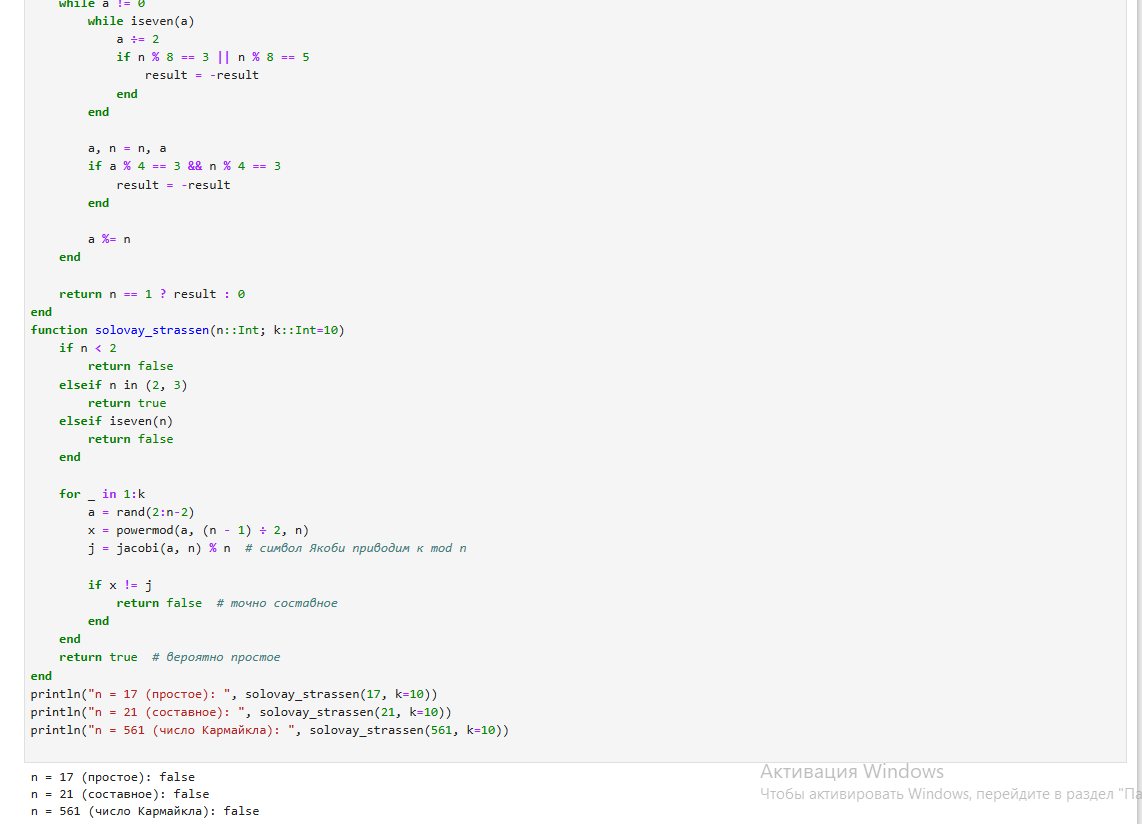 while a != 0
        while iseven(a)
            a ÷= 2
            if n % 8 == 3 || n % 8 == 5
                result = -result
            end
        end

        a, n = n, a
        if a % 4 == 3 && n % 4 == 3
            result = -result
        end

        a %= n
    end

    return n == 1 ? result : 0
end
function solovay_strassen(n::Int; k::Int=10)
    if n < 2
        return false
    elseif n in (2, 3)
        return true
    elseif iseven(n)
        return false
    end

    for _ in 1:k
        a = rand(2:n-2)
        x = powermod(a, (n - 1) ÷ 2, n)
        j = jacobi(a, n) % n  # символ Якоби приводим к mod n

        if x != j
            return false  # точно составное
        end
    end
    return true  # вероятно простое
end
println("n = 17 (простое): ", solovay_strassen(17, k=10))
println("n = 21 (составное): ", solovay_strassen(21, k=10))
println("n = 561 (число Кармайкла): ", solovay_strassen(561, k=10))
n = 17 (простое): false
n = 21 (составное): false
n = 561 (число Кармайкла): false
Активация Windows
Чтобы активировать Windows, перейдите в раздел "Па